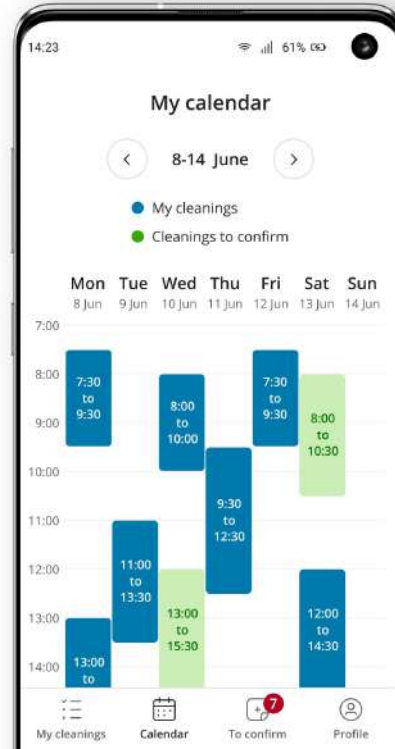 14:23
61%
My calendar
8-14 June
My cleanings
Cleanings to confirm
Mon Tue Wed Thu Fri Sat Sun
8 Jun 9 Jun 10 Jun 11 Jun 12 Jun 13 Jun 14 Jun
7:00
8:00
7:30
to
9:30
8:00
to
10:00
7:30
to
9:30
8:00
to
10:30
9:00
10:00
9:30
to
12:30
11:00
11:00
to
13:30
12:00
13:00
to
15:30
12:00
to
14:30
13:00
13:00
to
14:00
7
My cleanings
Calendar
To confirm
Profile